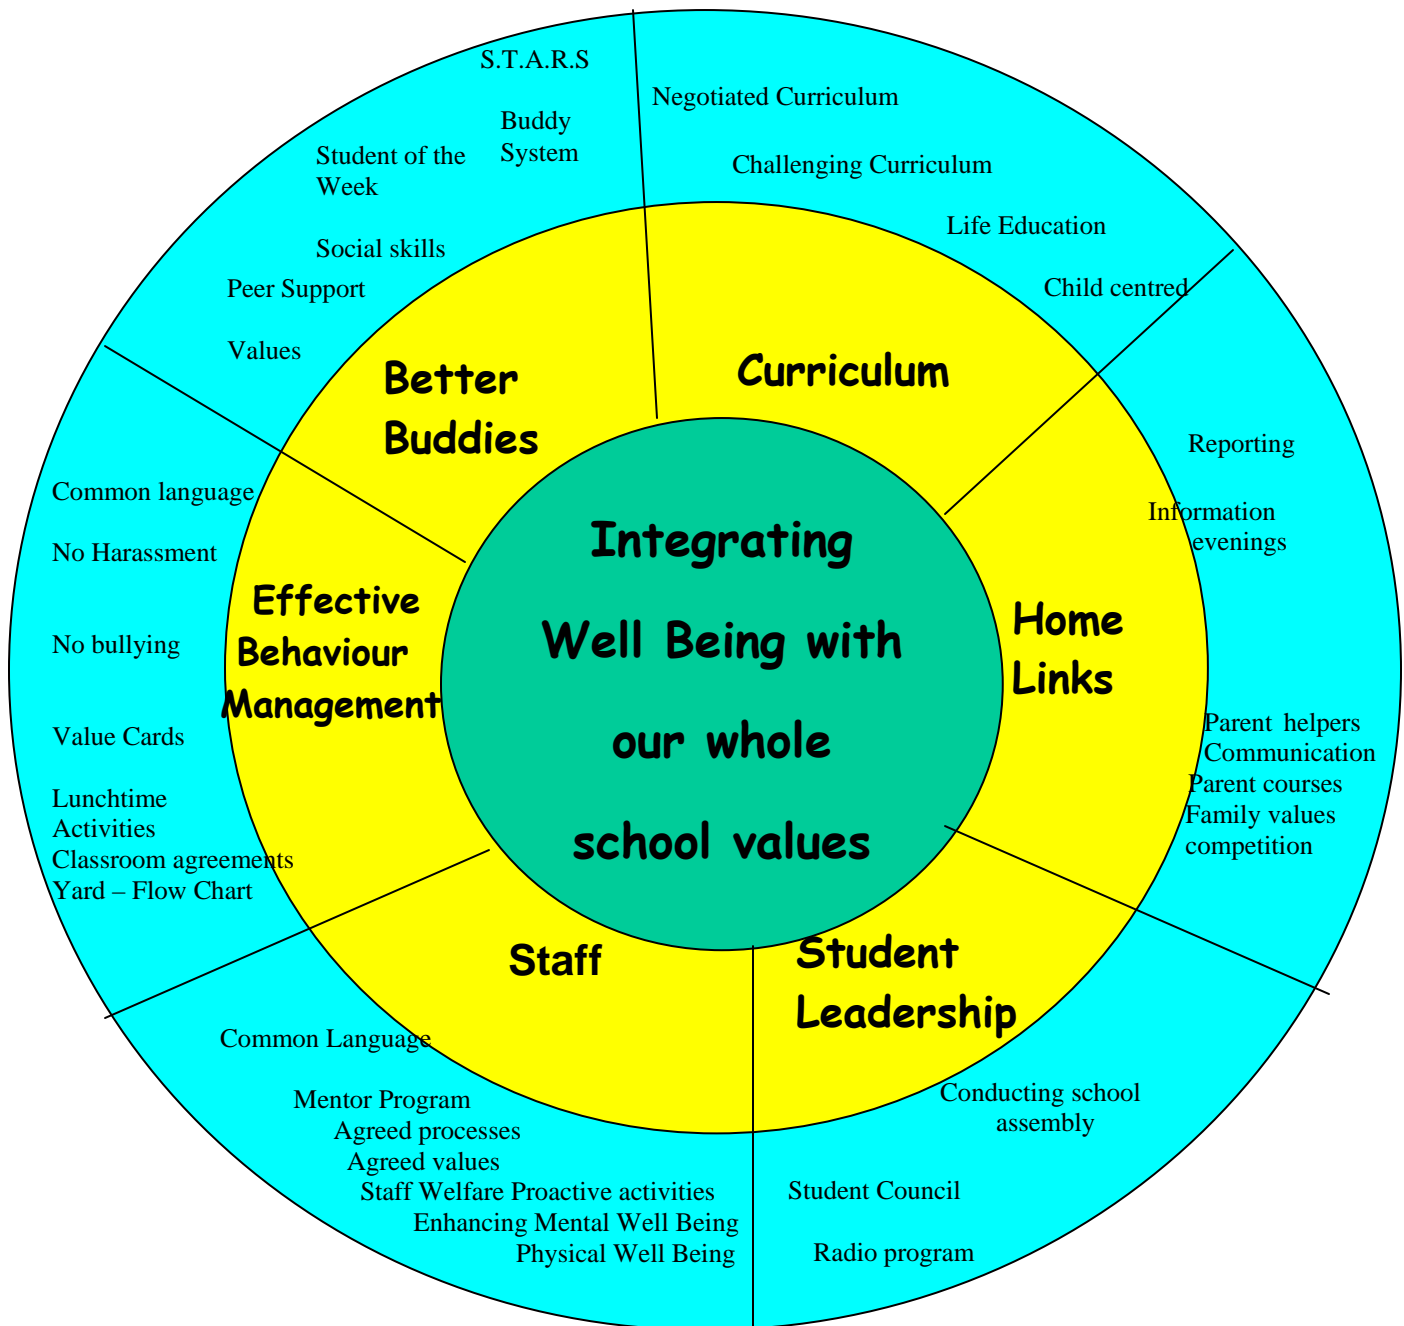 S.T.A.R.S
Buddy
System
Student of the
Week
Social skills
Peer Support
Values
Better
Buddies
Negotiated Curriculum
Challenging Curriculum
Life Education
Child centred
Curriculum
Reporting
Information
evenings
Home
Links
Parent helpers
Communication
Parent courses
Family values
competition
Common language
No Harassment
No bullying
Value Cards
Lunchtime
Activities
Classroom agreements
Yard – Flow Chart
Effective
Behaviour
Management
Integrating
Well Being with
our whole
school values
Staff
Common Language
Mentor Program
Agreed processes
Agreed values
Staff Welfare Proactive activities
Enhancing Mental Well Being
Physical Well Being
Student
Leadership
Conducting school
assembly
Student Council
Radio program